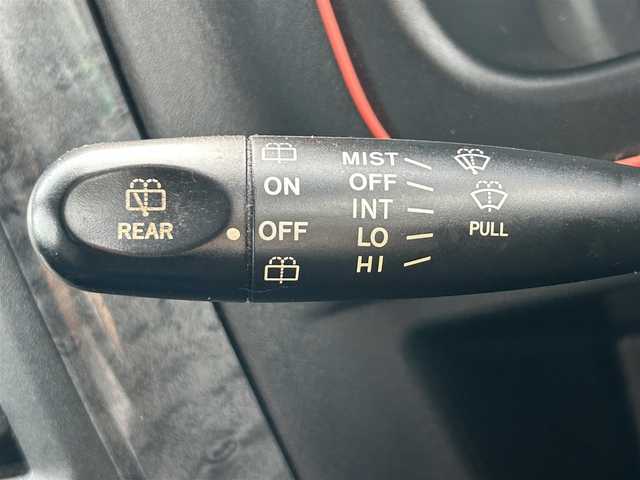 REAR
ON
OFF
MIST
OFF
INT
LO
HI
PULL